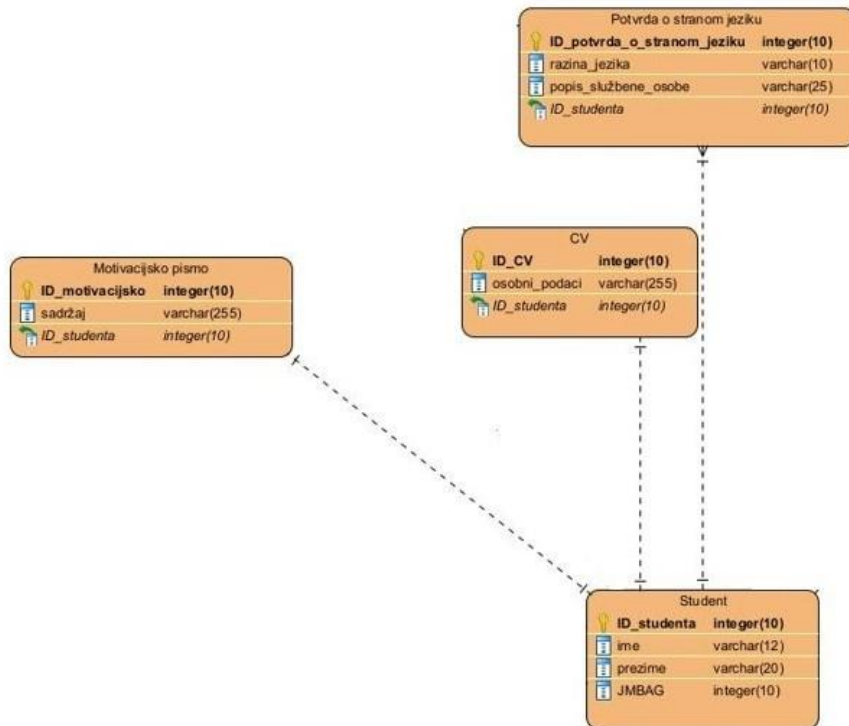 Potvrda o stranom jeziku
ID_potvrda_o_stranom_jeziku integer(10)
razina_jezika varchar(10)
popis_službene_osobe varchar(25)
ID_studenta integer(10)
CV
ID_CV integer(10)
osobni_podaci varchar(255)
ID_studenta integer(10)
Motivacijsko pismo
ID_motivacijsko integer(10)
sadržaj varchar(255)
ID_studenta integer(10)
Student
ID_studenta integer(10)
ime varchar(12)
prezime varchar(20)
JMBAG integer(10)